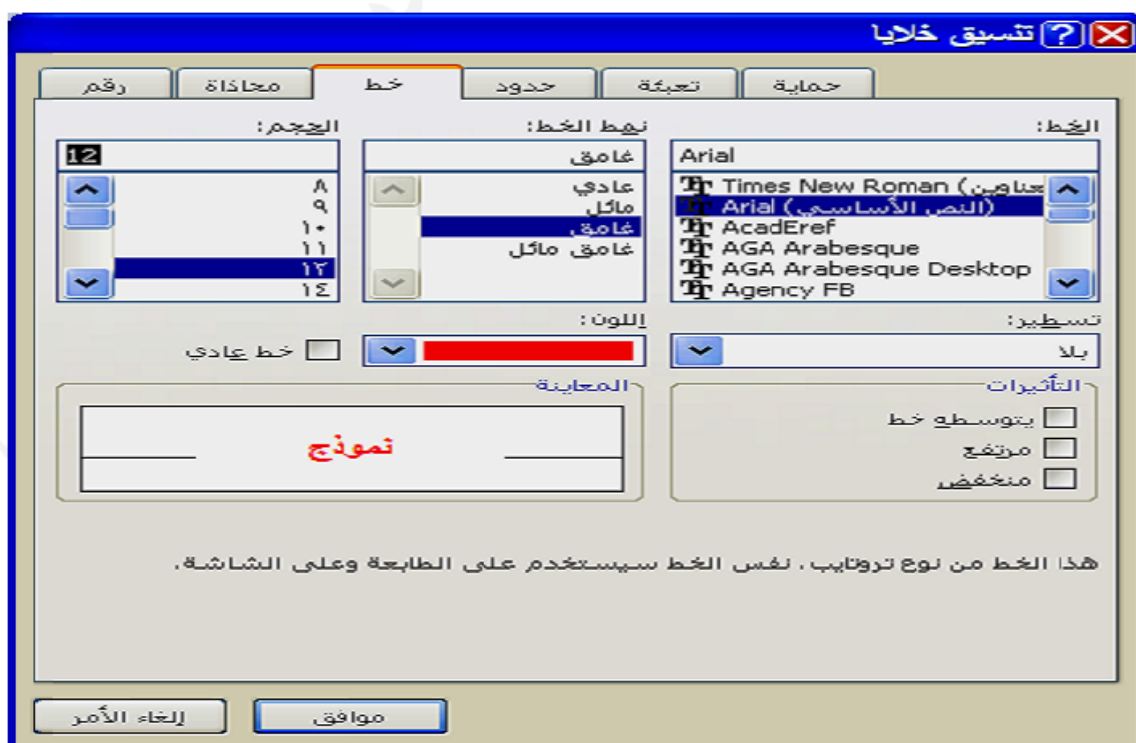 تنسيق خلايا
رقم
محاذاة
خط
حدود
تعبئة
حماية
الخط:
نمط الخط:
الحجم:
Arial
غامق
12
Times New Roman (عناوين
Arial (النص الأساسي)
AcadEref
AGA Arabesque
AGA Arabesque Desktop
Agency FB
عادي
مائل
غامق
غامق مائل
٨
٩
١٠
١١
١٢
١٤
تسطير:
اللون:
بلا
خط عادي
التأثيرات
يتوسطه خط
مرتفع
منخفض
المعاينة
نموذج
هذا الخط من نوع تروتايب. نفس الخط سيستخدم على الطابعة وعلى الشاشة.
موافق
إلغاء الأمر